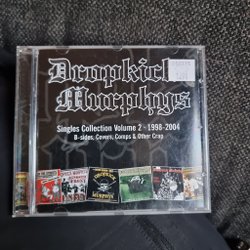 Dropkick
Murphys
Singles Collection Volume 2 - 1998-2004
B-sides, Covers, Comps & Other Crap